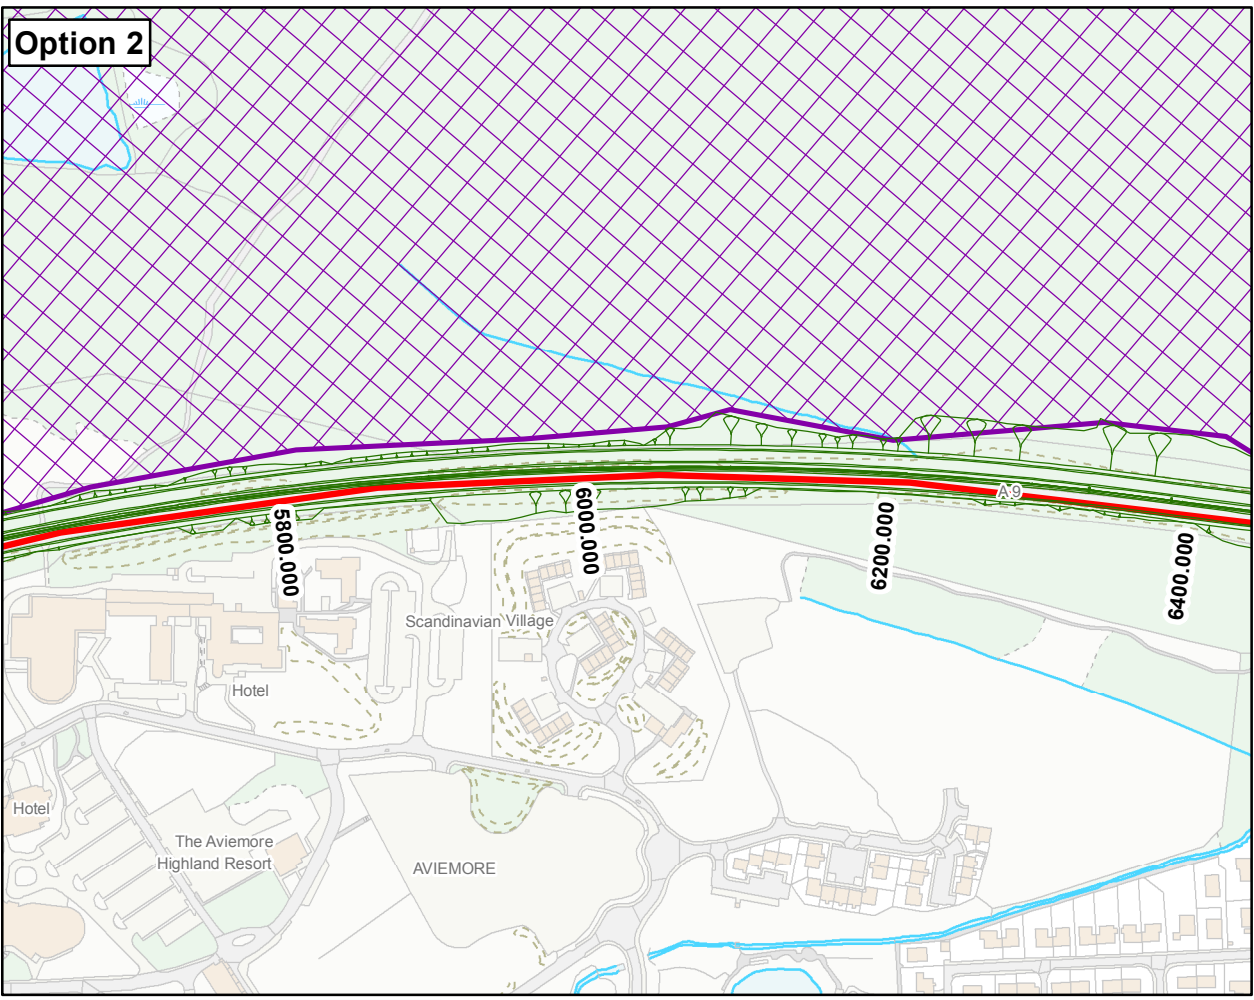 Option 2
A 9
5800.000
6000.000
6200.000
6400.000
Scandinavian Village
Hotel
Hotel
The Aviemore
Highland Resort
AVIEMORE